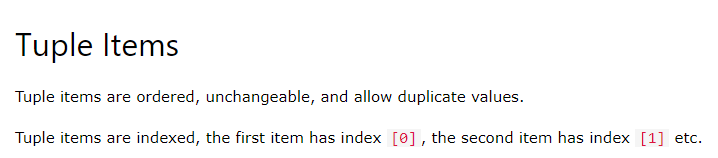 Tuple Items
Tuple items are ordered, unchangeable, and allow duplicate values.
Tuple items are indexed, the first item has index [0], the second item has index [1] etc.